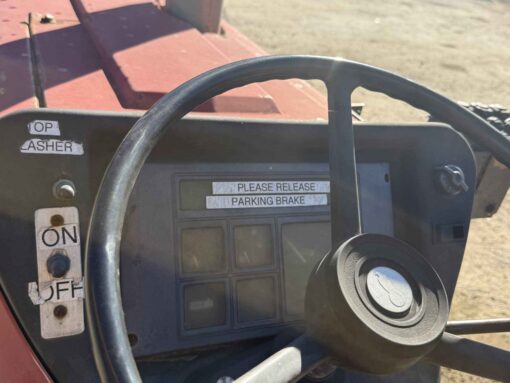 OP
LASHER
PLEASE RELEASE
PARKING BRAKE
ON
OFF